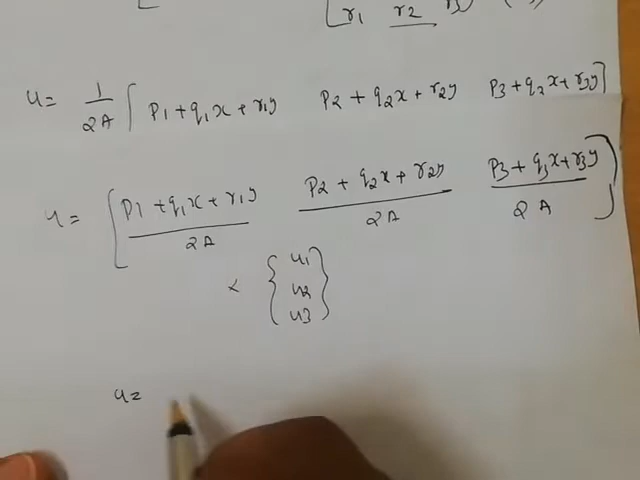 r1 r2 r3
u= 1/2A [ P1+q1x+r1y P2+q2x+r2y P3+q2x+r3y ]
u= [ P1+q1x+r1y/2A P2+q2x+r2y/2A P3+q3x+r3y/2A ]
× { u1
u2
u3 }
u=